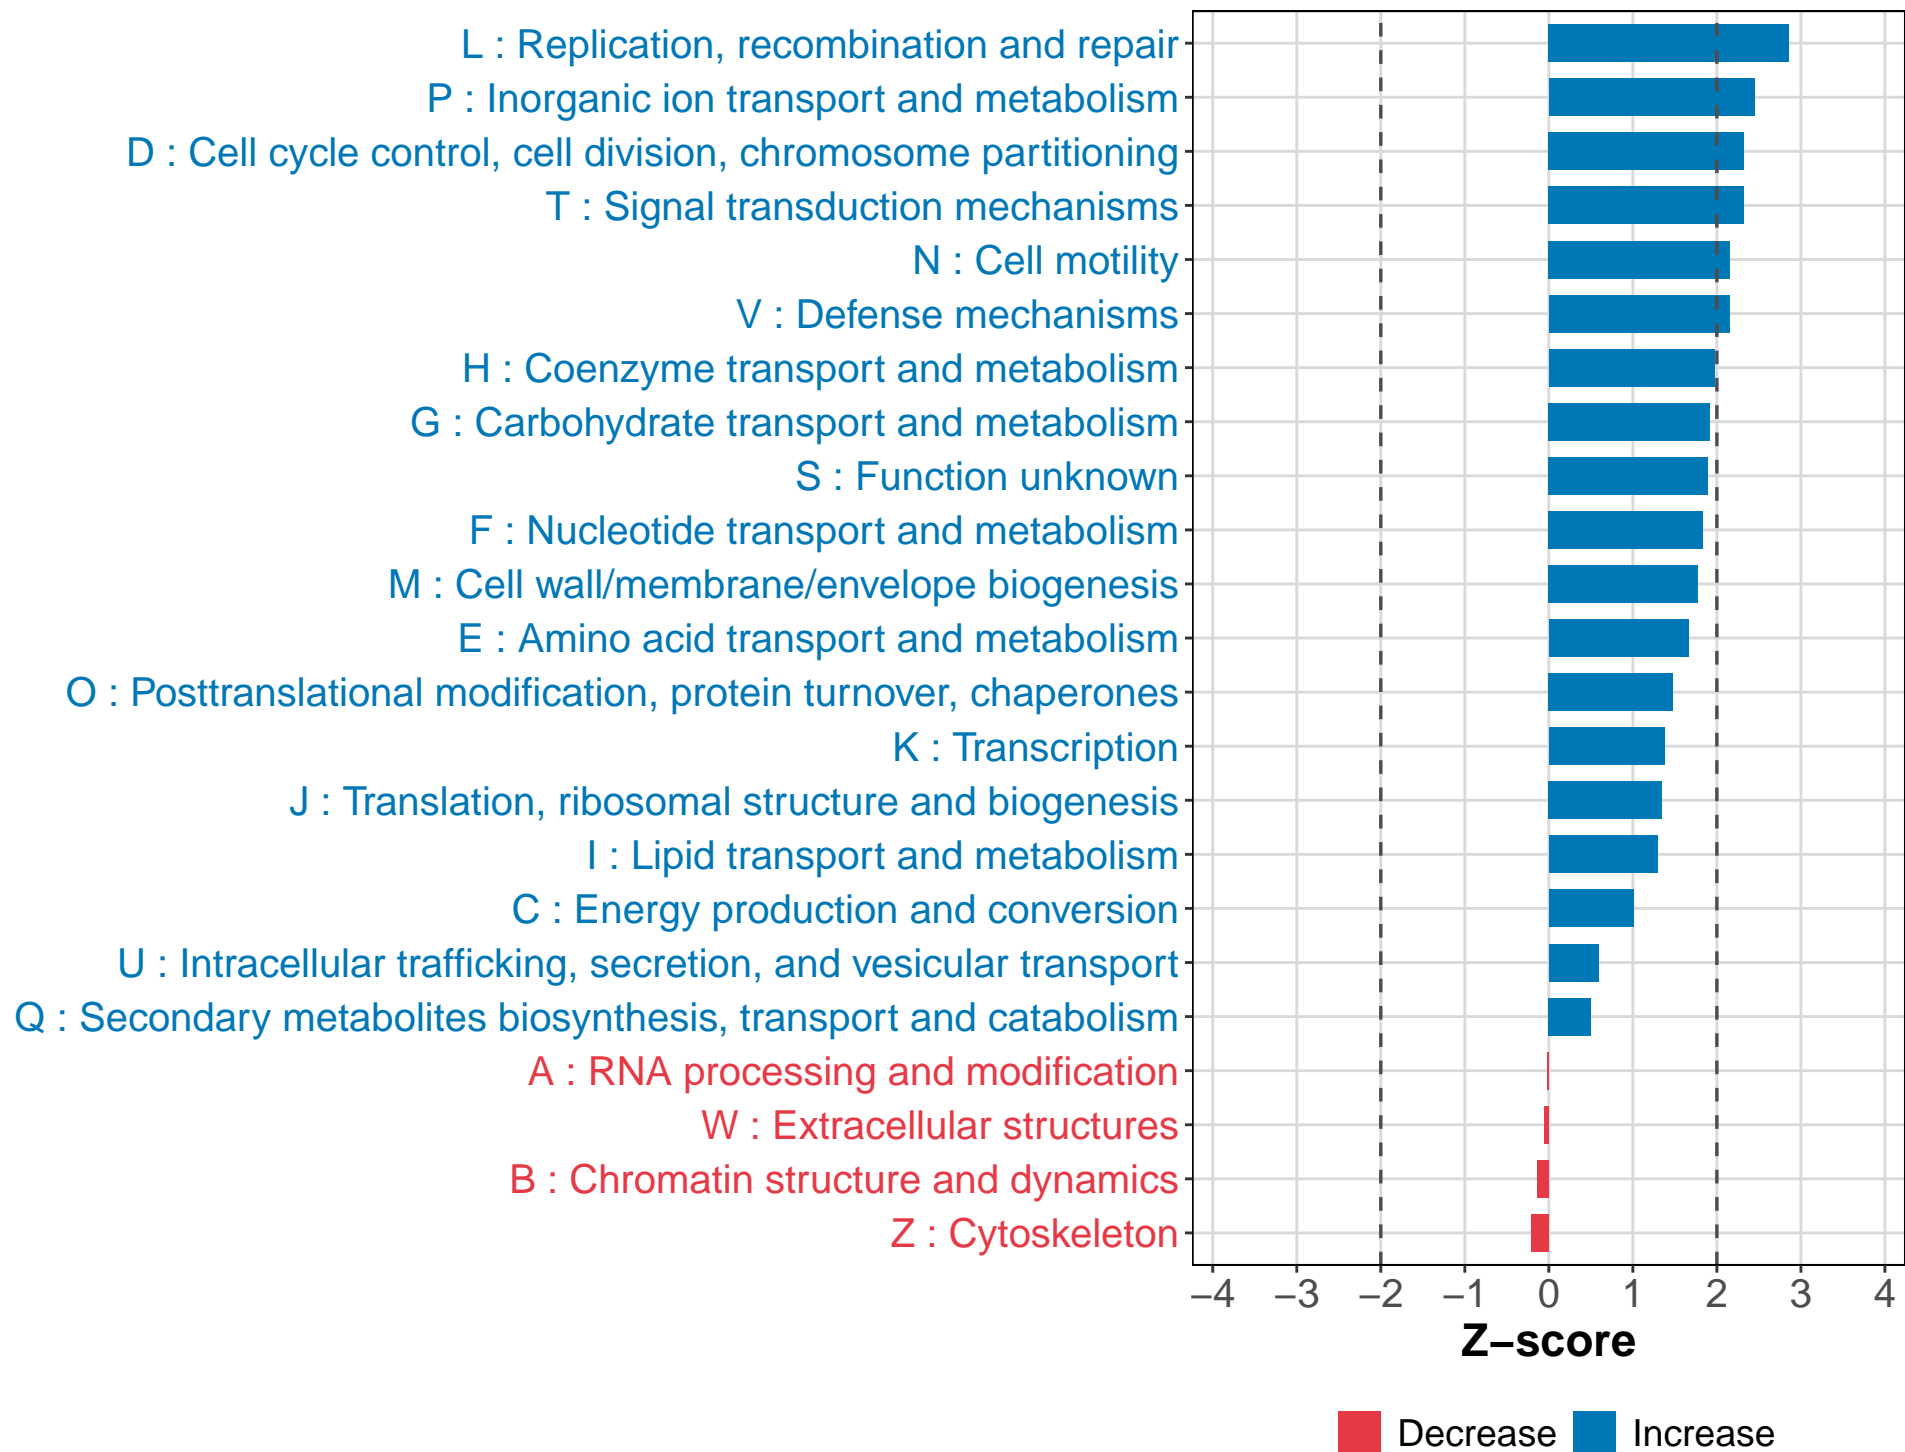 L : Replication, recombination and repair
P : Inorganic ion transport and metabolism
D : Cell cycle control, cell division, chromosome partitioning
T : Signal transduction mechanisms
N : Cell motility
V : Defense mechanisms
H : Coenzyme transport and metabolism
G : Carbohydrate transport and metabolism
S : Function unknown
F : Nucleotide transport and metabolism
M : Cell wall/membrane/envelope biogenesis
E : Amino acid transport and metabolism
O : Posttranslational modification, protein turnover, chaperones
K : Transcription
J : Translation, ribosomal structure and biogenesis
I : Lipid transport and metabolism
C : Energy production and conversion
U : Intracellular trafficking, secretion, and vesicular transport
Q : Secondary metabolites biosynthesis, transport and catabolism
A : RNA processing and modification
W : Extracellular structures
B : Chromatin structure and dynamics
Z : Cytoskeleton
−4 −3 −2 −1 0 1 2 3 4
Z−score
Decrease Increase